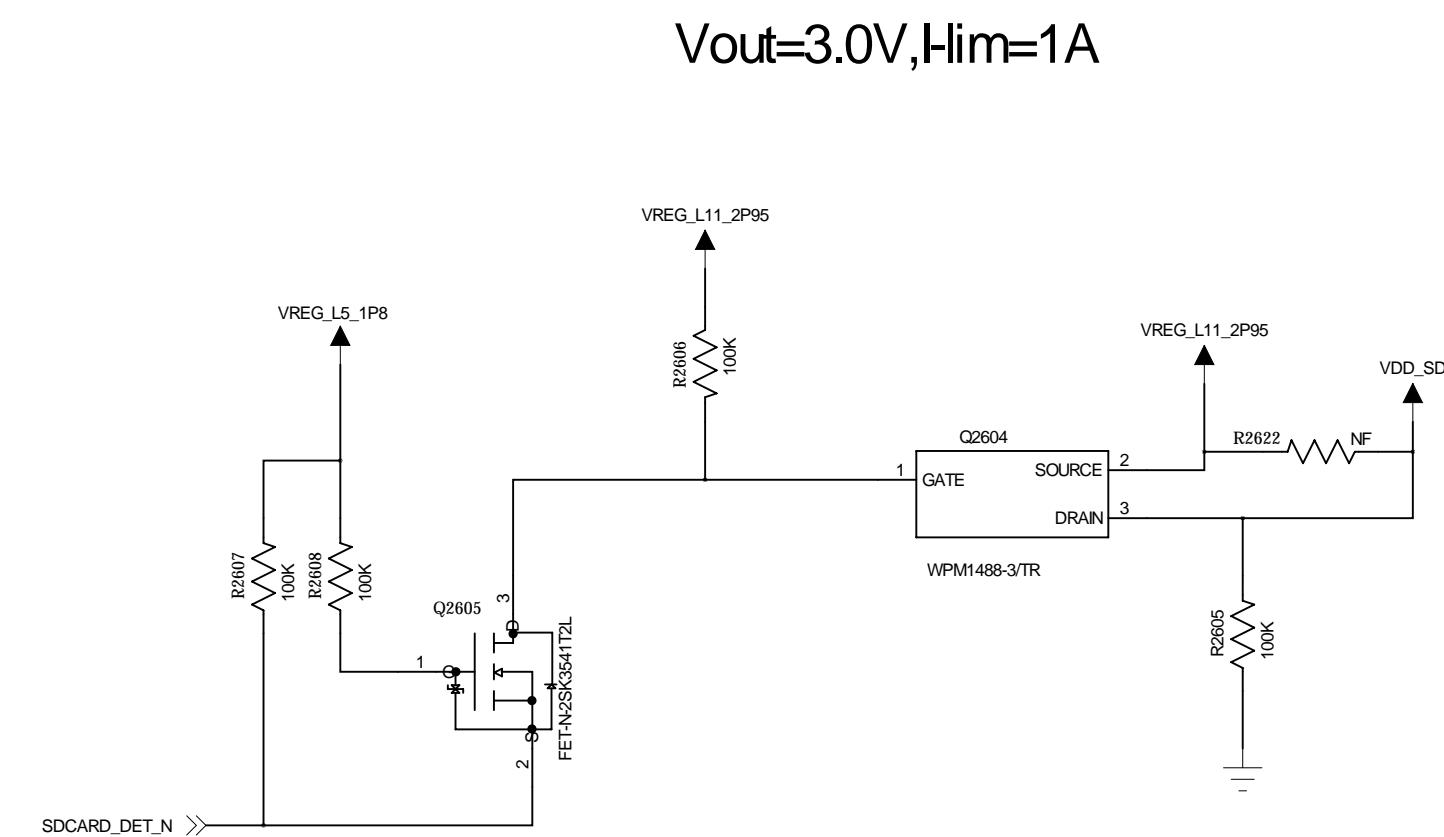 Vout=3.0V,I-lim=1A
VREG_L11_2P95
VREG_L5_1P8
VREG_L11_2P95
VDD_SD
R2606
100K
Q2604
R2622
NF
1
GATE
SOURCE
2
DRAIN
3
WPM1488-3/TR
R2607
100K
R2608
100K
Q2605
3
D
1
G
S
2
FET-N-2SK3541T2L
R2605
100K
SDCARD_DET_N